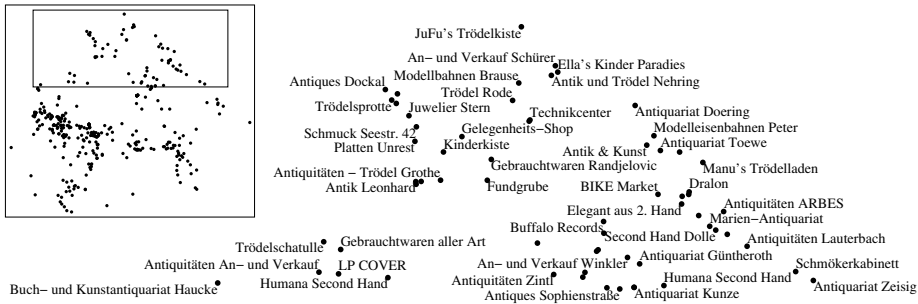 JuFu's Trödelkiste
An− und Verkauf Schürer
Ella's Kinder Paradies
Modellbahnen Brause
Antik und Trödel Nehring
Antiques Dockal
Trödel Rode
Trödelsprotte
Juwelier Stern
Technikcenter
Antiquariat Doering
Schmuck Seestr. 42
Gelegenheits−Shop
Modelleisenbahnen Peter
Platten Unrest
Kinderkiste
Antik & Kunst
Antiquariat Toewe
Gebrauchtwaren Randjelovic
Manu's Trödelladen
Antiquitäten − Trödel Grothe
Antik Leonhard
Fundgrube
BIKE Market
Dralon
Elegant aus 2. Hand
Antiquitäten ARBES
Marien−Antiquariat
Buffalo Records
Second Hand Dolle
Antiquitäten Lauterbach
Trödelschatulle
Gebrauchtwaren aller Art
Antiquitäten An− und Verkauf
LP COVER
An− und Verkauf Winkler
Antiquariat Güntheroth
Schmökerkabinett
Buch− und Kunstantiquariat Haucke
Humana Second Hand
Antiquitäten Zintl
Humana Second Hand
Antiquariat Zeisig
Antiques Sophienstraße
Antiquariat Kunze